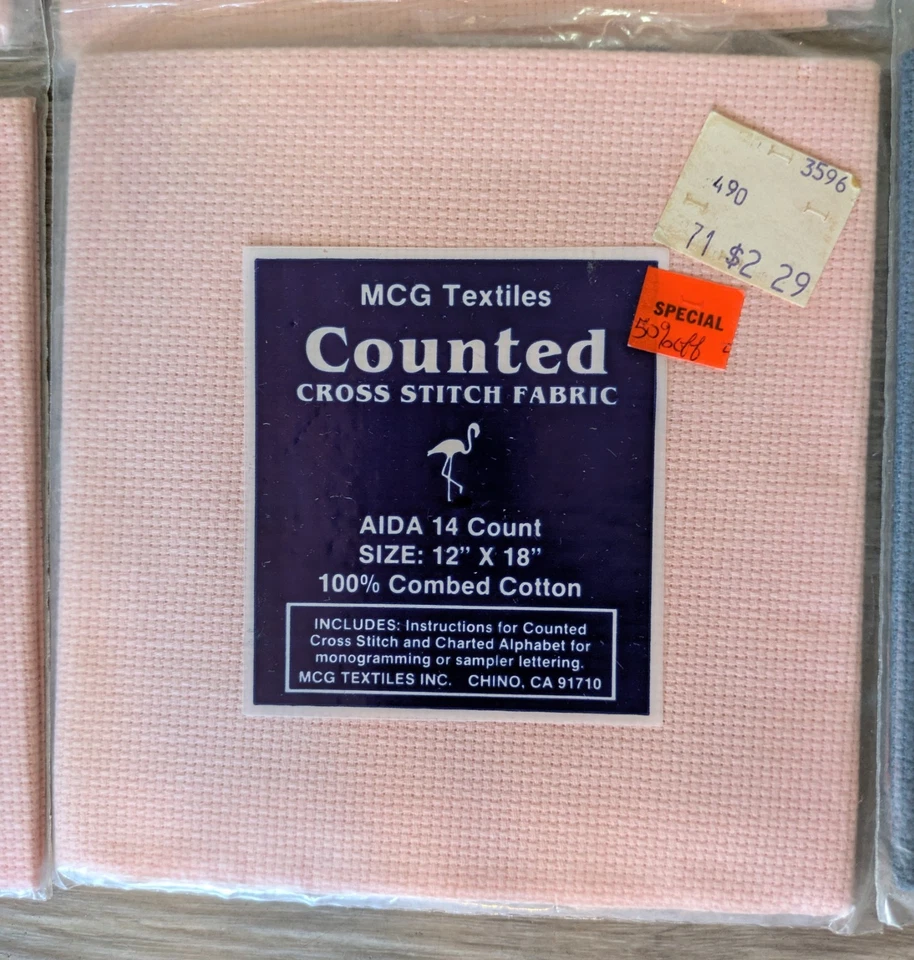 3596
490
71 $2 29
SPECIAL
50% off
MCG Textiles
Counted
CROSS STITCH FABRIC
AIDA 14 Count
SIZE: 12” X 18”
100% Combed Cotton
INCLUDES: Instructions for Counted
Cross Stitch and Charted Alphabet for
monogramming or sampler lettering.
MCG TEXTILES INC. CHINO, CA 91710